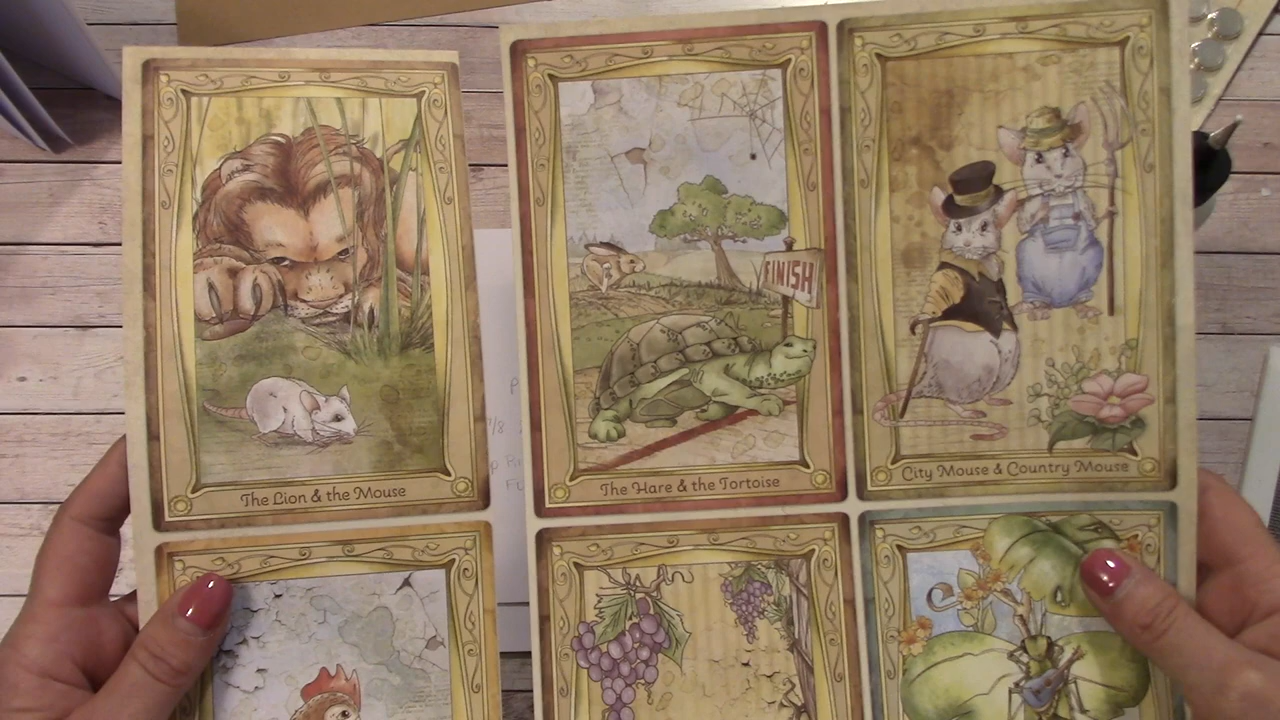 FINISH
The Lion & the Mouse
The Hare & the Tortoise
City Mouse & Country Mouse